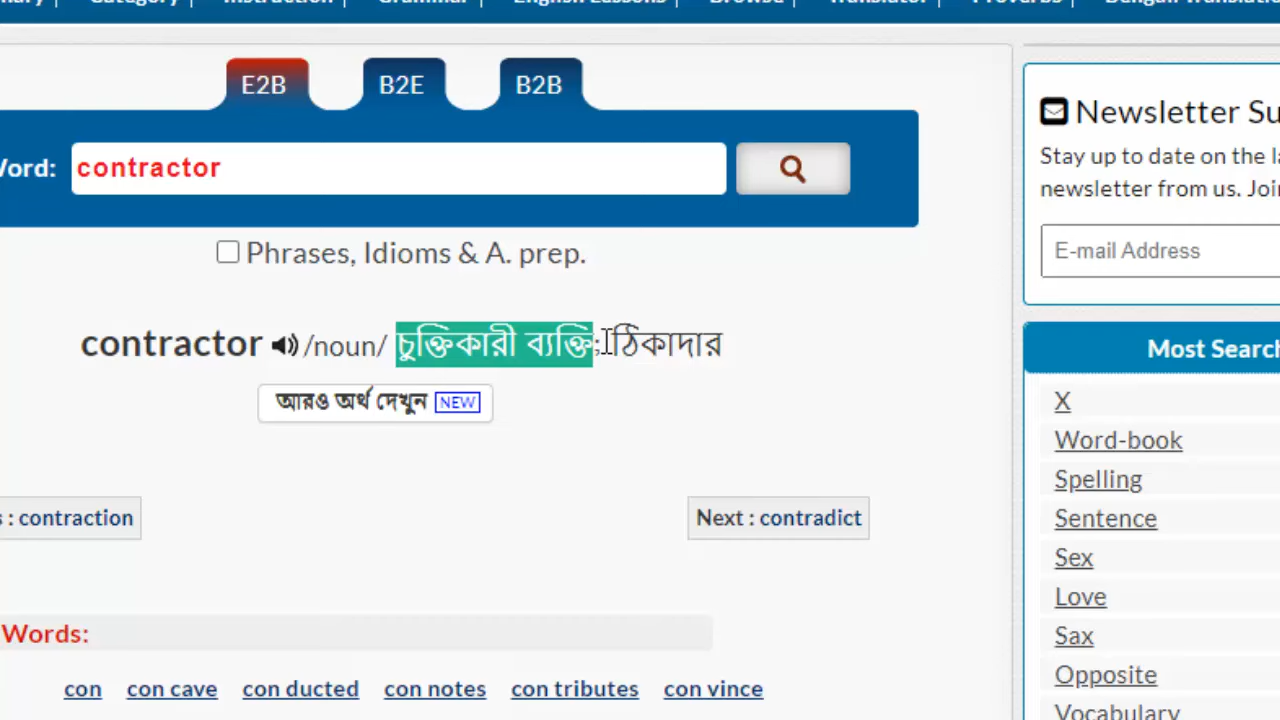 Category | Instruction | Grammar | English Lessons | Browse | Translator | Proverbs |
E2B B2E B2B
Word: contractor
Newsletter Su
Stay up to date on the la
newsletter from us. Joi
E-mail Address
Phrases, Idioms & A. prep.
contractor /noun/ চুক্তিকারী ব্যক্তি; ঠিকাদার
আরও অর্থ দেখুন NEW
: contraction
Next : contradict
Most Search
X
Word-book
Spelling
Sentence
Sex
Love
Sax
Opposite
Vocabulary
Words:
con con cave con ducted con notes con tributes con vince